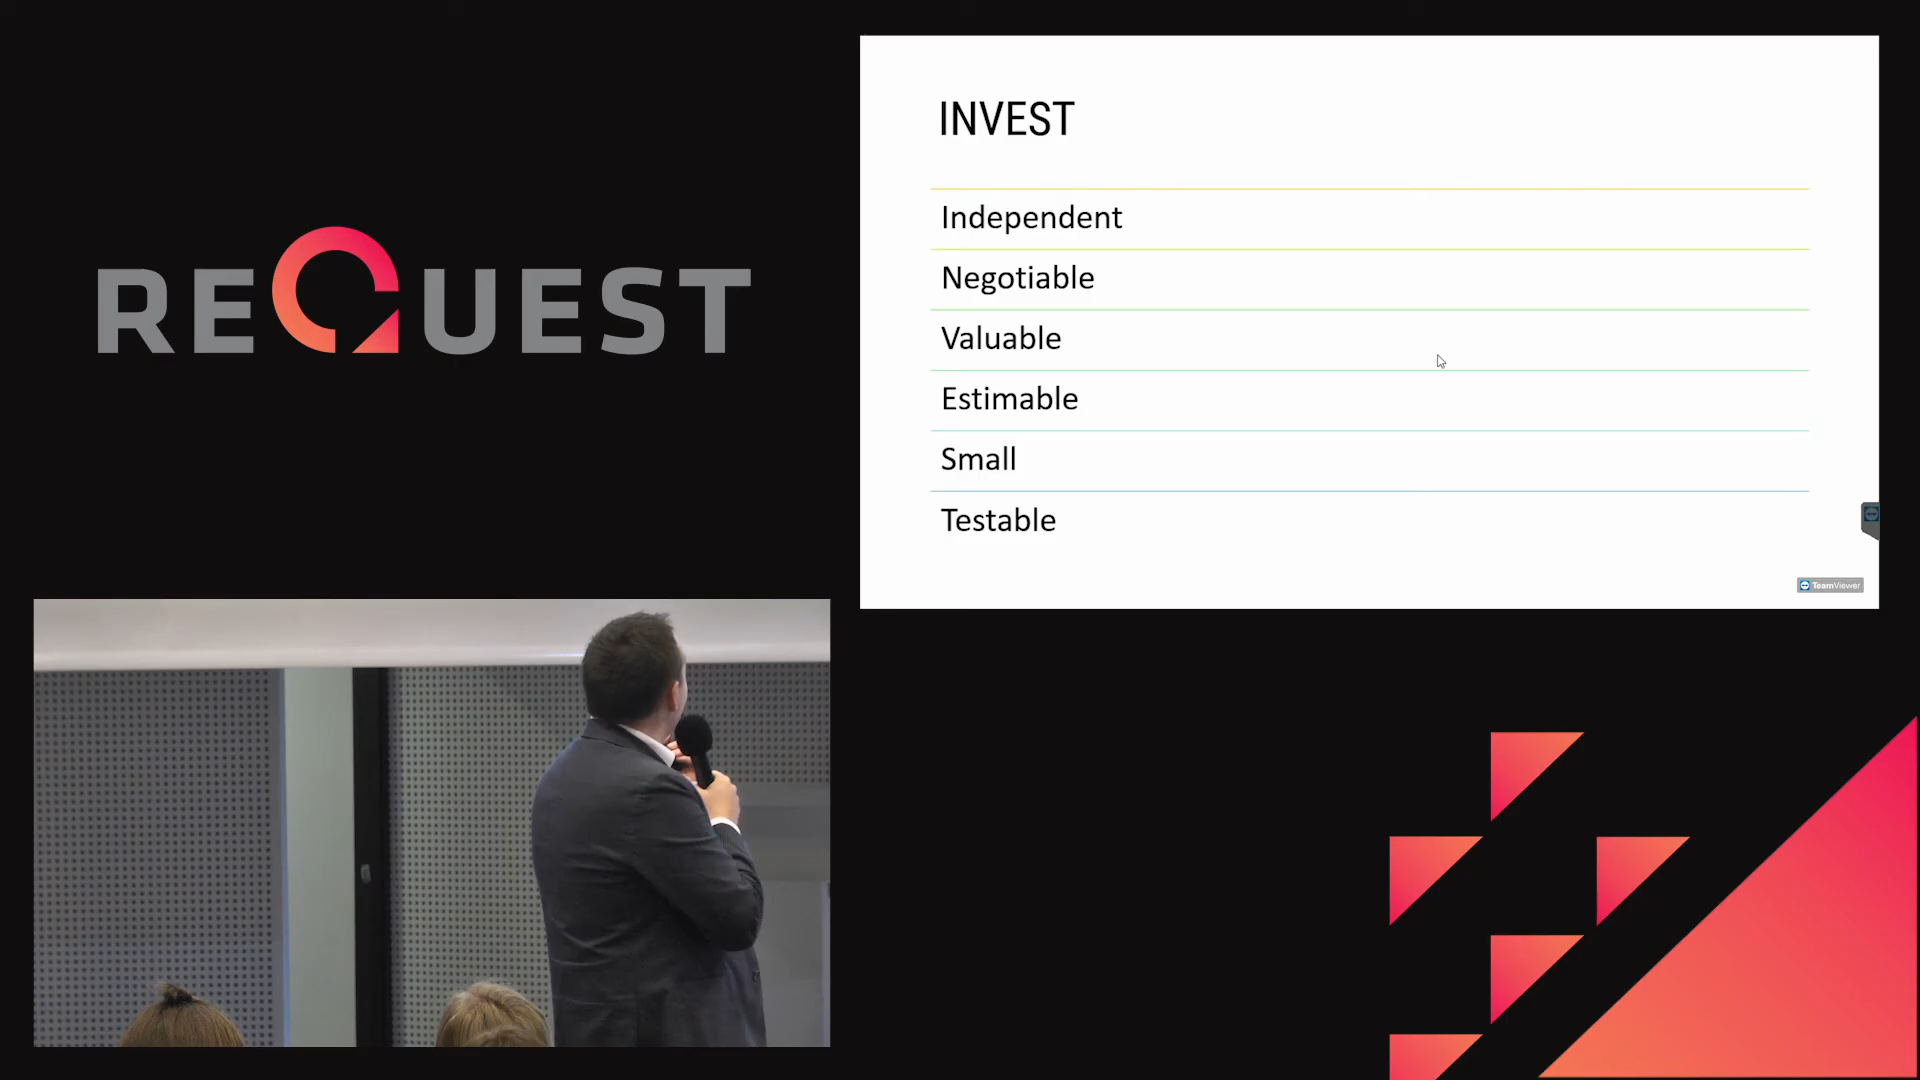 REQUEST
INVEST
Independent
Negotiable
Valuable
Estimable
Small
Testable
TeamViewer